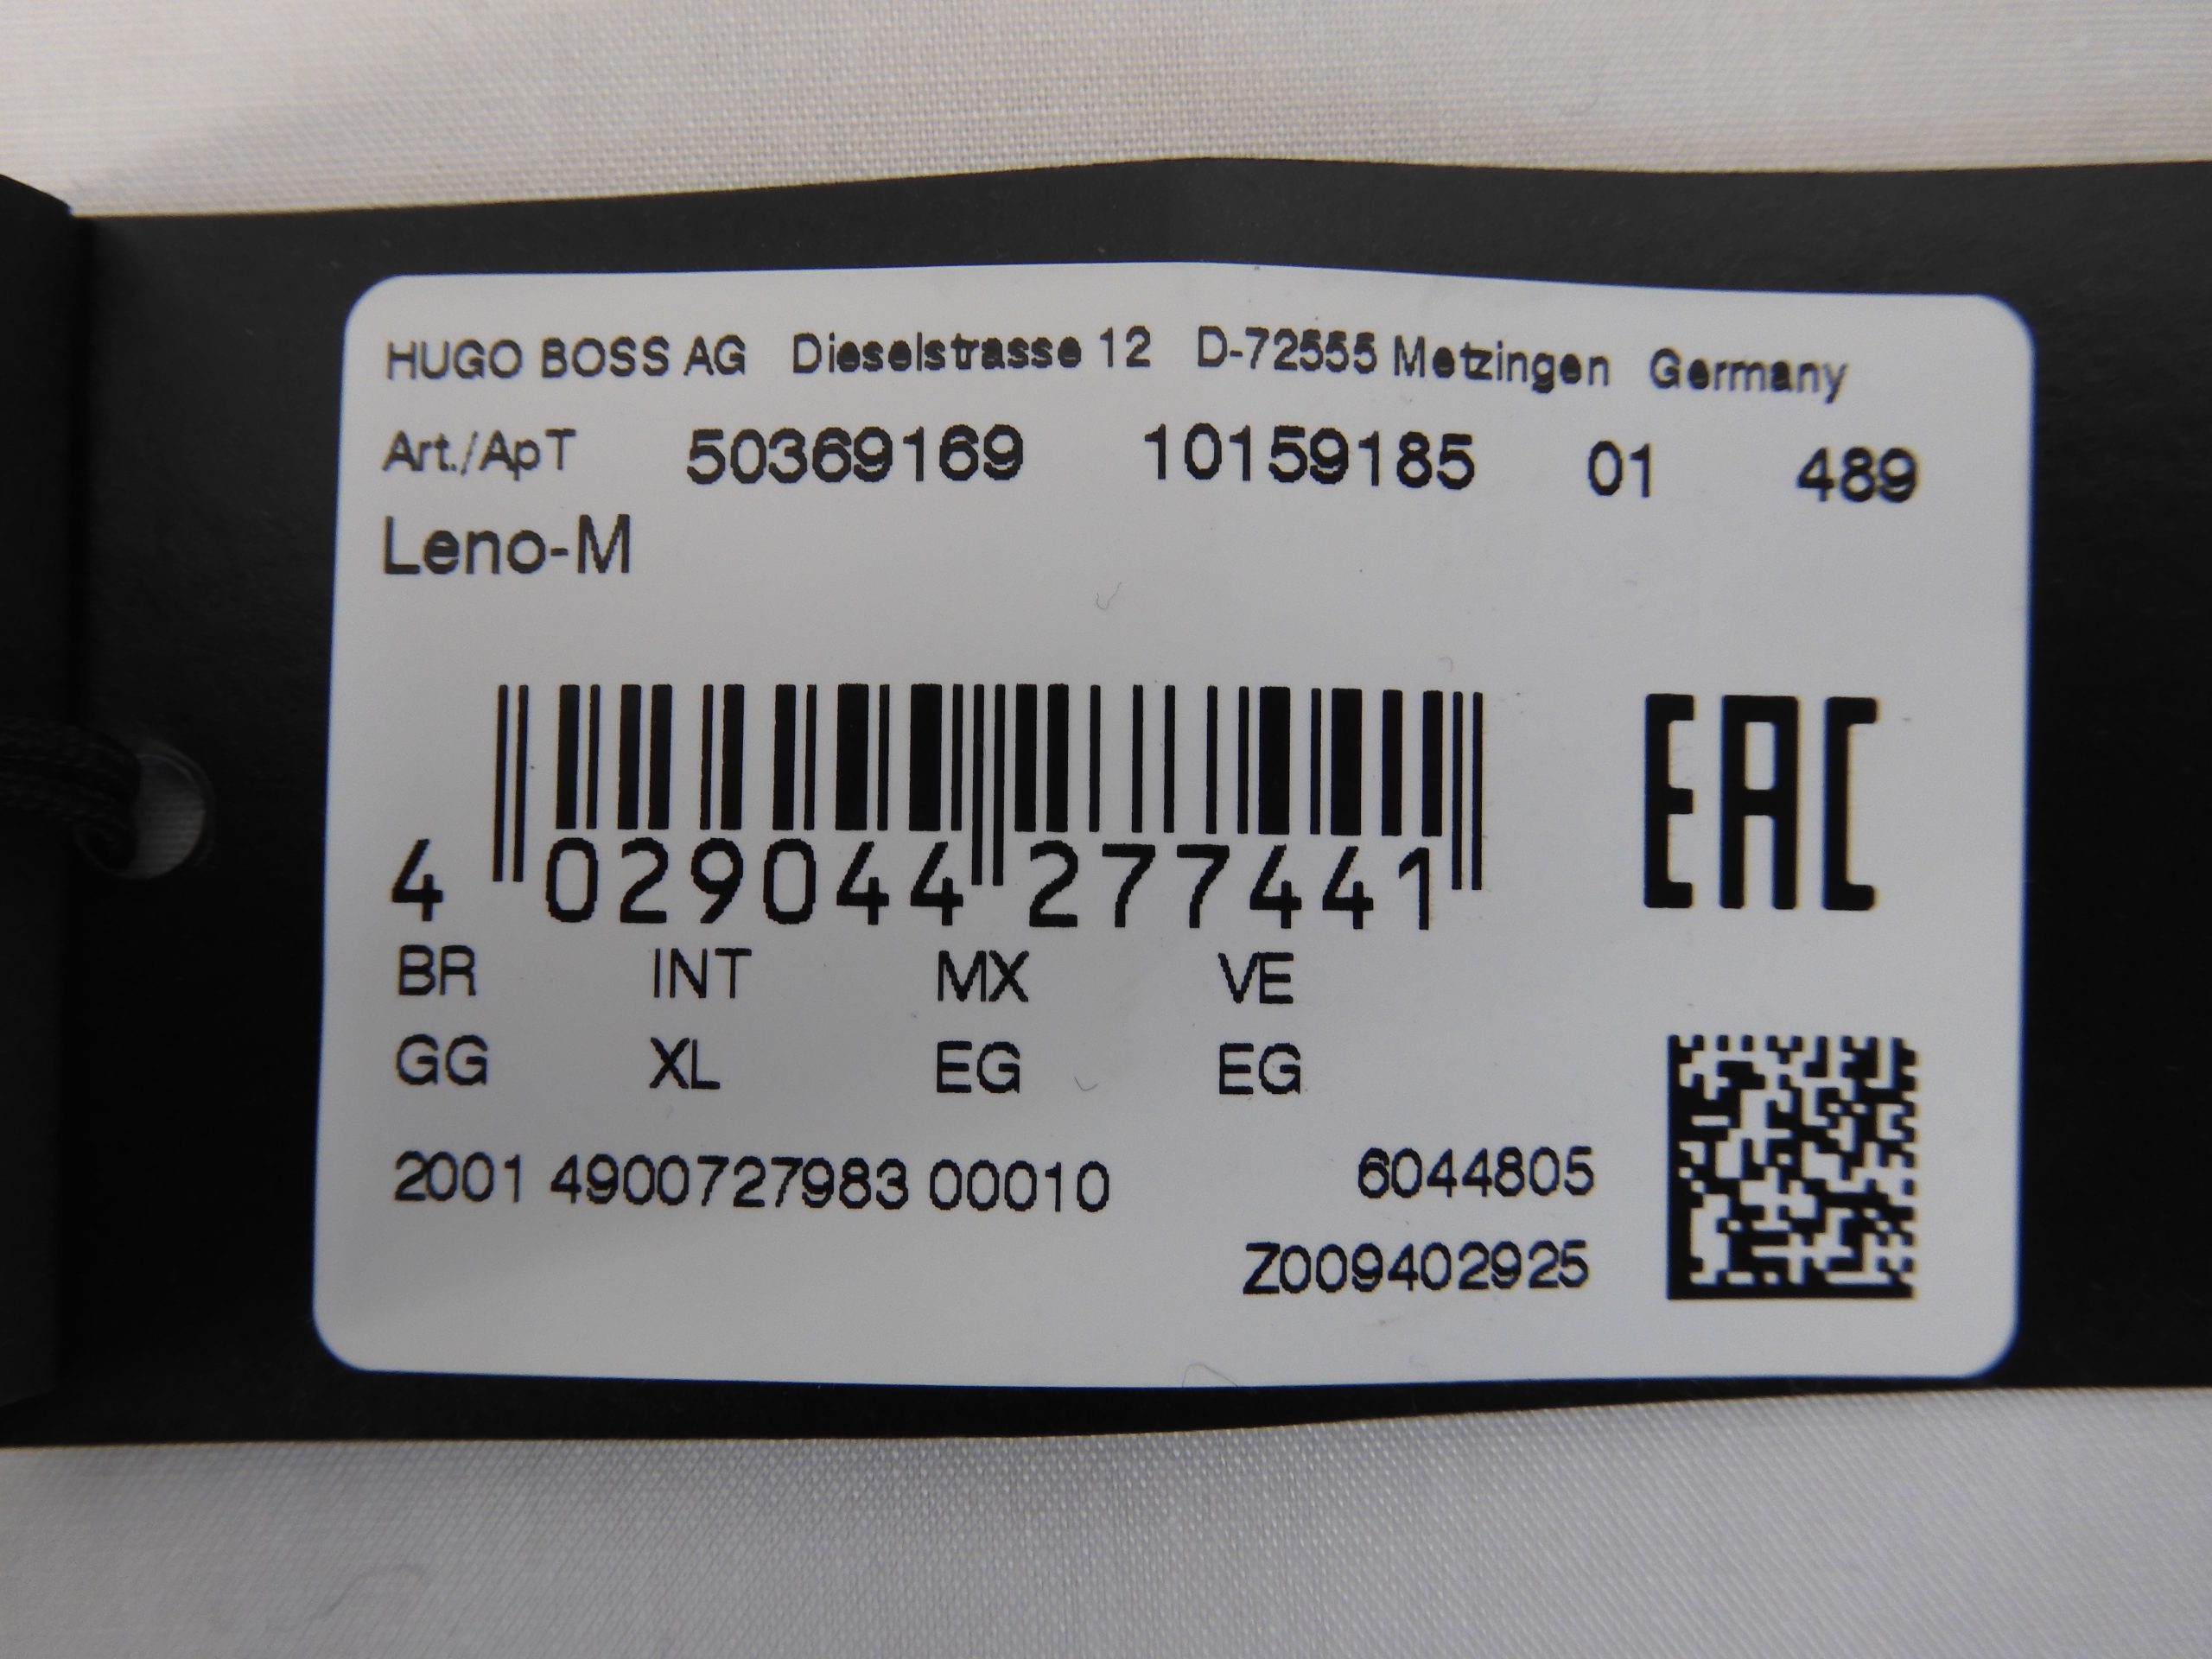 HUGO BOSS AG Dieselstrasse 12 D-72555 Metzingen Germany
Art./ApT 50369169 10159185 01 489
Leno-M
4 029044 277441
EAC
BR INT MX VE
GG XL EG EG
2001 4900727983 00010 6044805
Z009402925